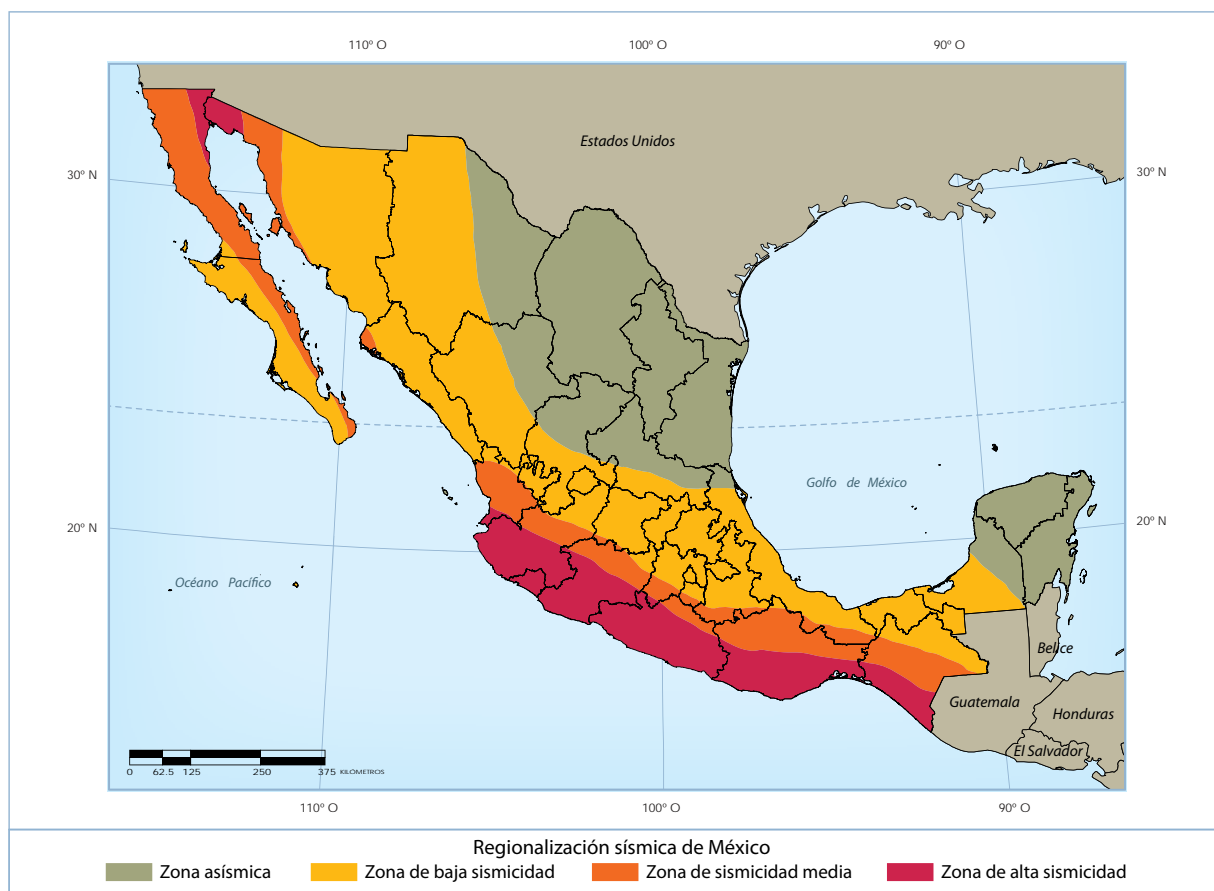 110º O 100º O 90º O
Estados Unidos
30º N 30º N
Golfo de México
20º N 20º N
Océano Pacífico
Belice
Guatemala
Honduras
El Salvador
0 62.5 125 250 375 KILÓMETROS
110º O 100º O 90º O
Regionalización sísmica de México
Zona asísmica Zona de baja sismicidad Zona de sismicidad media Zona de alta sismicidad